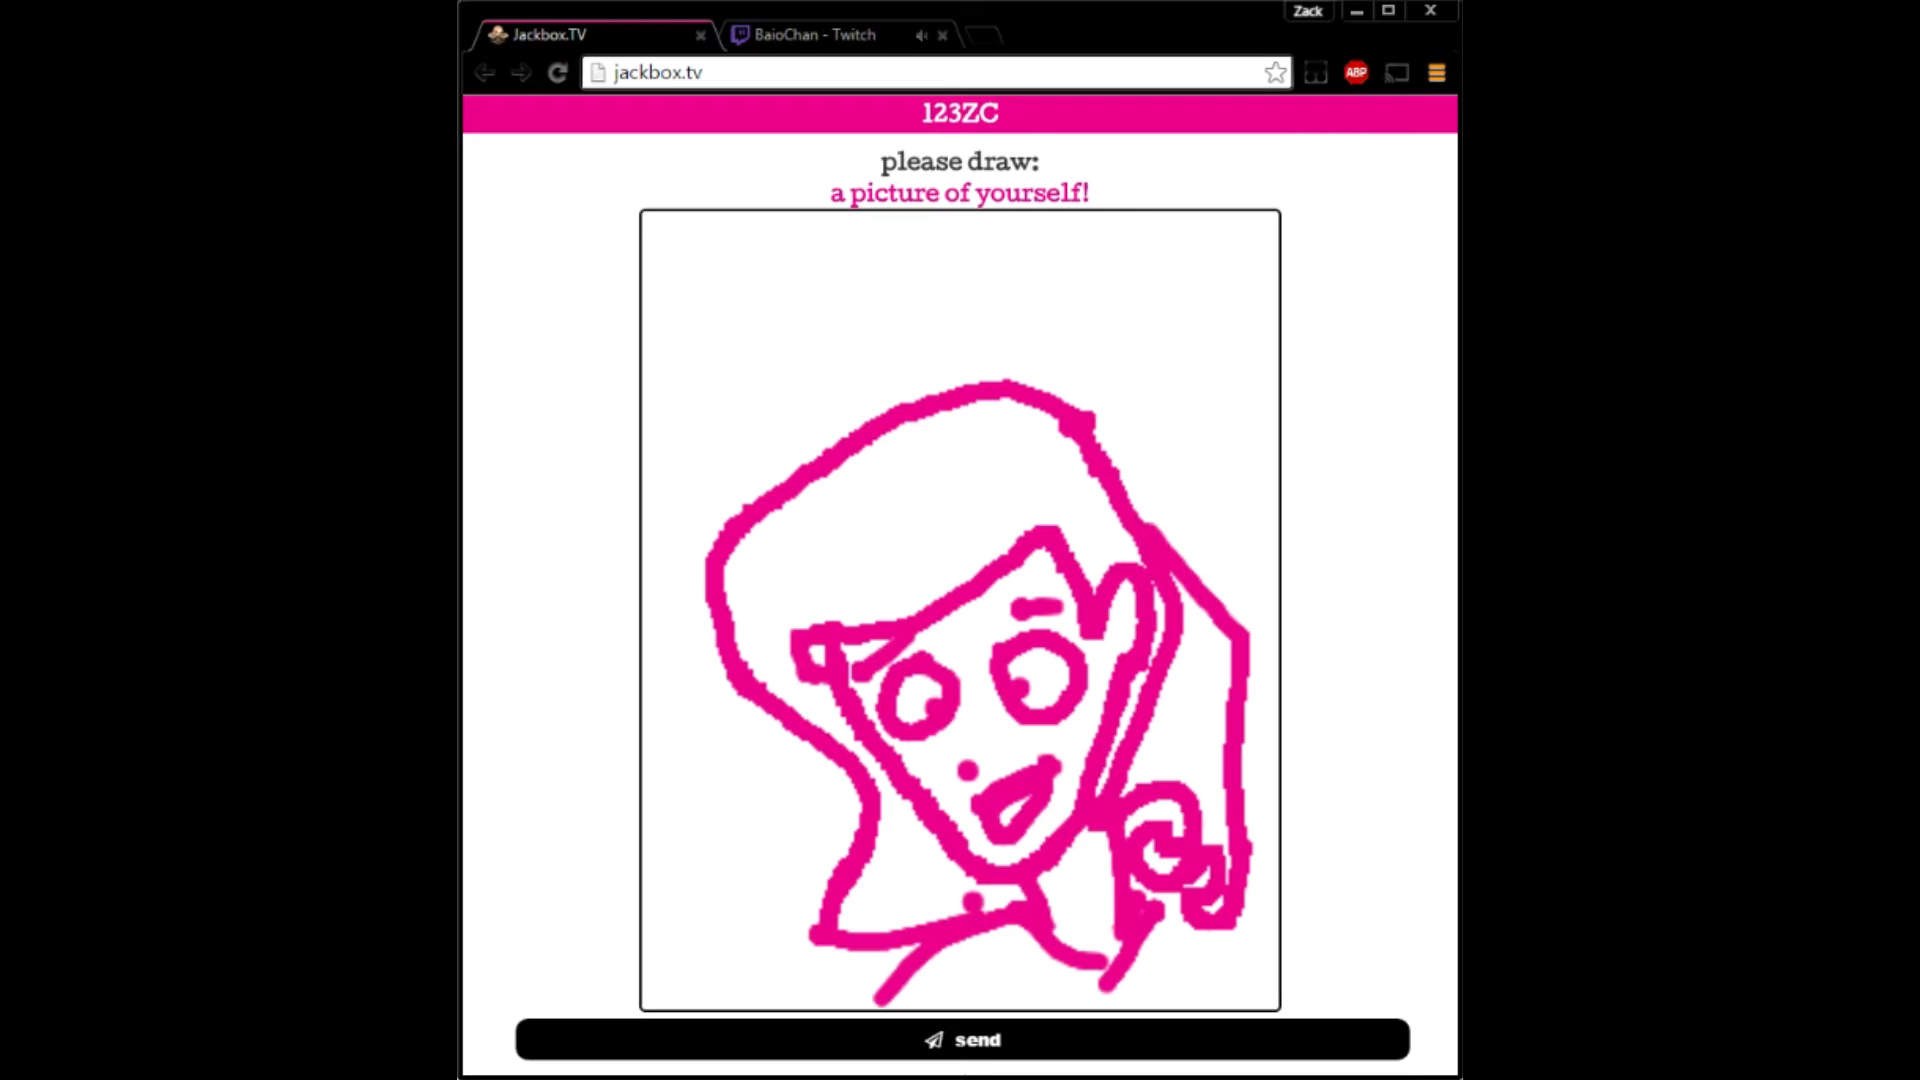 Zack
Jackbox.TV
BaioChan - Twitch
jackbox.tv
ABP
123ZC
please draw:
a picture of yourself!
send